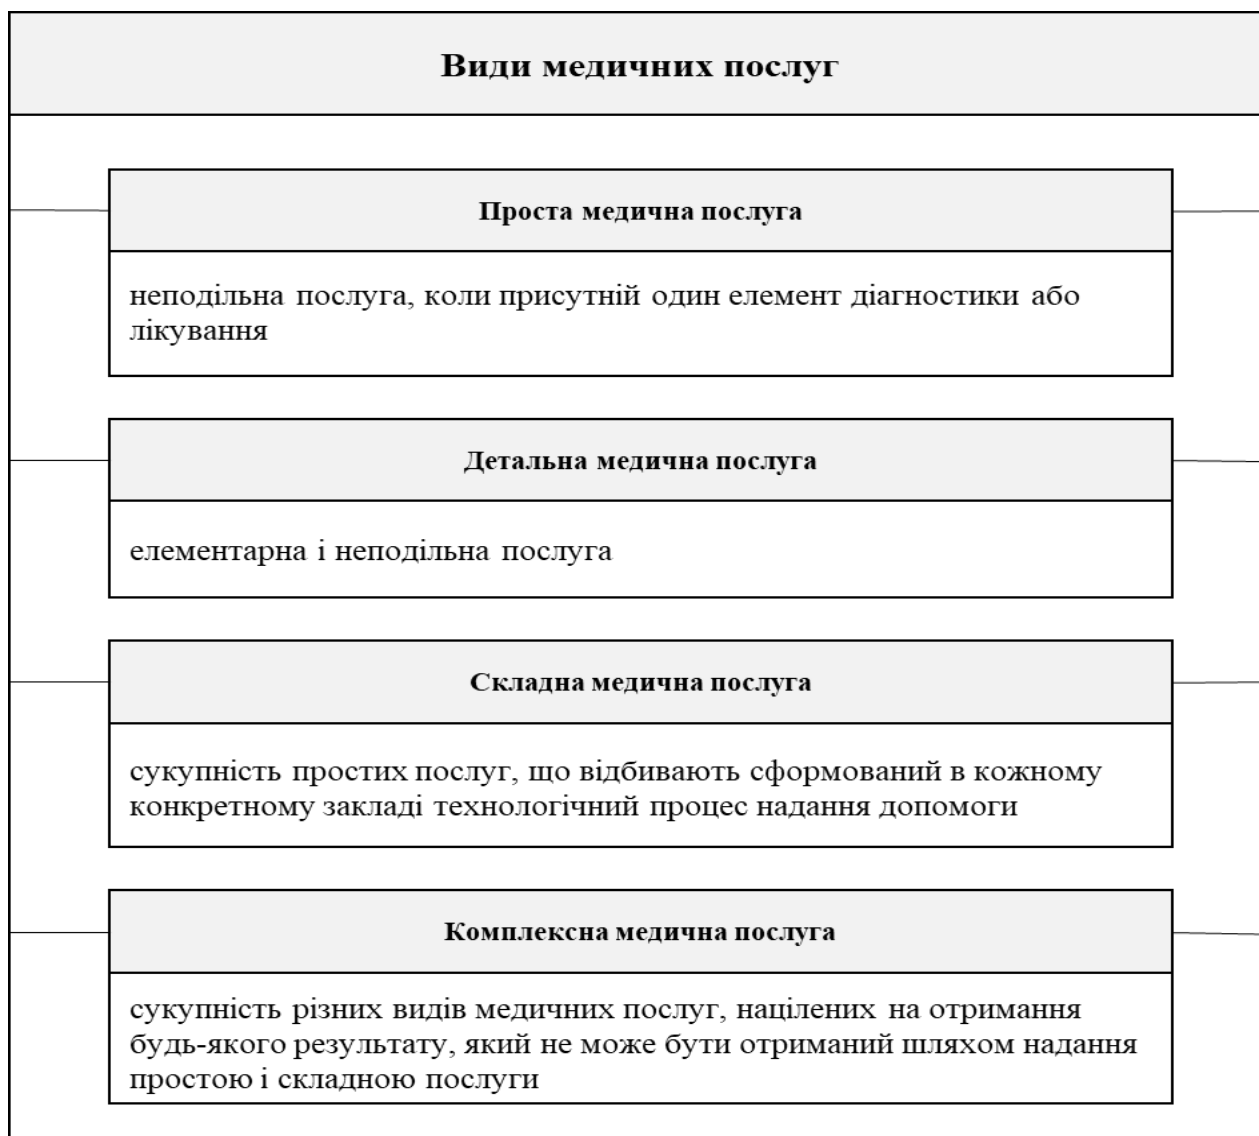 Види медичних послуг
Проста медична послуга
неподільна послуга, коли присутній один елемент діагностики або
лікування
Детальна медична послуга
елементарна і неподільна послуга
Складна медична послуга
сукупність простих послуг, що відбивають сформований в кожному
конкретному закладі технологічний процес надання допомоги
Комплексна медична послуга
сукупність різних видів медичних послуг, націлених на отримання
будь-якого результату, який не може бути отриманий шляхом надання
простою і складною послуги